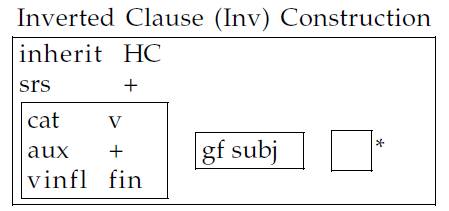 Inverted Clause (Inv) Construction
inherit HC
srs +
cat v
aux + gf subj *
vinfl fin